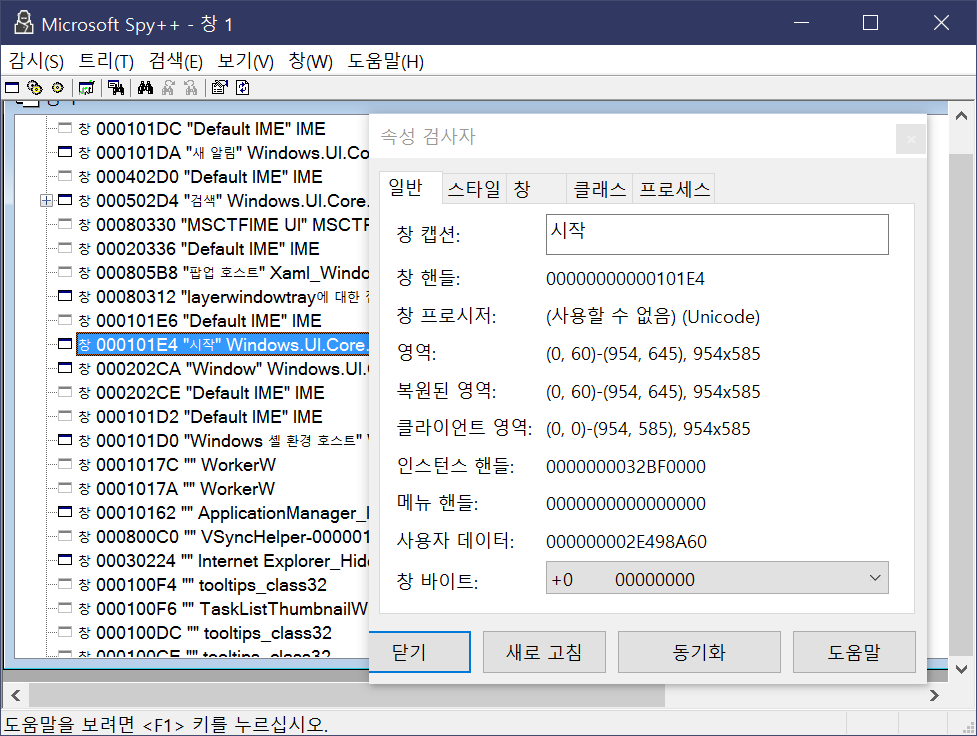 Microsoft Spy++ - 창 1
감시(S) 트리(T) 검색(E) 보기(V) 창(W) 도움말(H)
창 000101DC "Default IME" IME
창 000101DA "새 알림" Windows.UI.Co
창 000402D0 "Default IME" IME
창 000502D4 "검색" Windows.UI.Core.
창 00080330 "MSCTFIME UI" MSCTF
창 00020336 "Default IME" IME
창 000805B8 "팝업 호스트" Xaml_Windo
창 00080312 "layerwindowtray에 대한
창 000101E6 "Default IME" IME
창 000101E4 "시작" Windows.UI.Core.
창 000202CA "Window" Windows.UI.
창 000202CE "Default IME" IME
창 000101D2 "Default IME" IME
창 000101D0 "Windows 셸 환경 호스트"
창 0001017C "" WorkerW
창 0001017A "" WorkerW
창 00010162 "" ApplicationManager_
창 000800C0 "" VSyncHelper-000001
창 00030224 "" Internet Explorer_Hid
창 000100F4 "" tooltips_class32
창 000100F6 "" TaskListThumbnailW
창 000100DC "" tooltips_class32
창 000100CE "" tooltips_class32
속성 검사자
일반 스타일 창 클래스 프로세스
창 캡션: 시작
창 핸들: 00000000000101E4
창 프로시저: (사용할 수 없음) (Unicode)
영역: (0, 60)-(954, 645), 954x585
복원된 영역: (0, 60)-(954, 645), 954x585
클라이언트 영역: (0, 0)-(954, 585), 954x585
인스턴스 핸들: 0000000032BF0000
메뉴 핸들: 0000000000000000
사용자 데이터: 000000002E498A60
창 바이트: +0 00000000
닫기 새로 고침 동기화 도움말
도움말을 보려면 <F1> 키를 누르십시오.